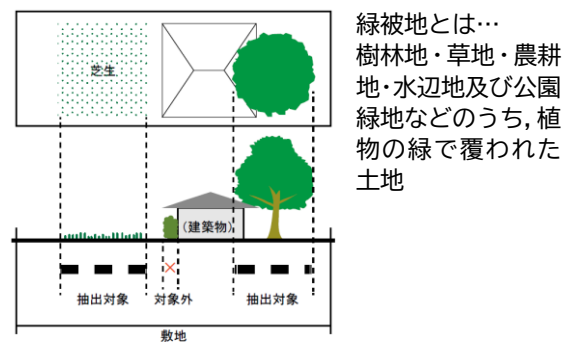 芝生
(建築物)
抽出対象
対象外
抽出対象
敷地
緑被地とは…
樹林地・草地・農耕
地・水辺地及び公園
緑地などのうち，植
物の緑で覆われた
土地